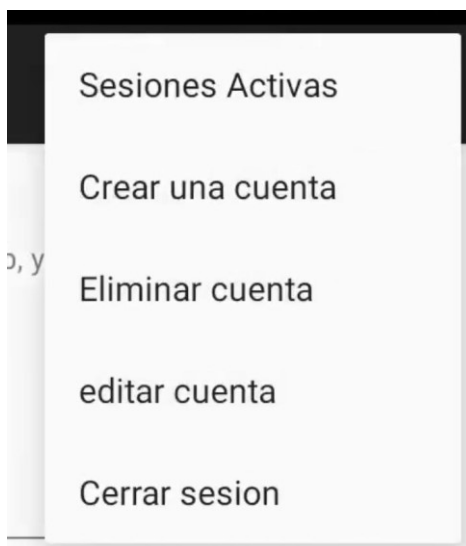 Sesiones Activas
Crear una cuenta
o, y
Eliminar cuenta
editar cuenta
Cerrar sesion